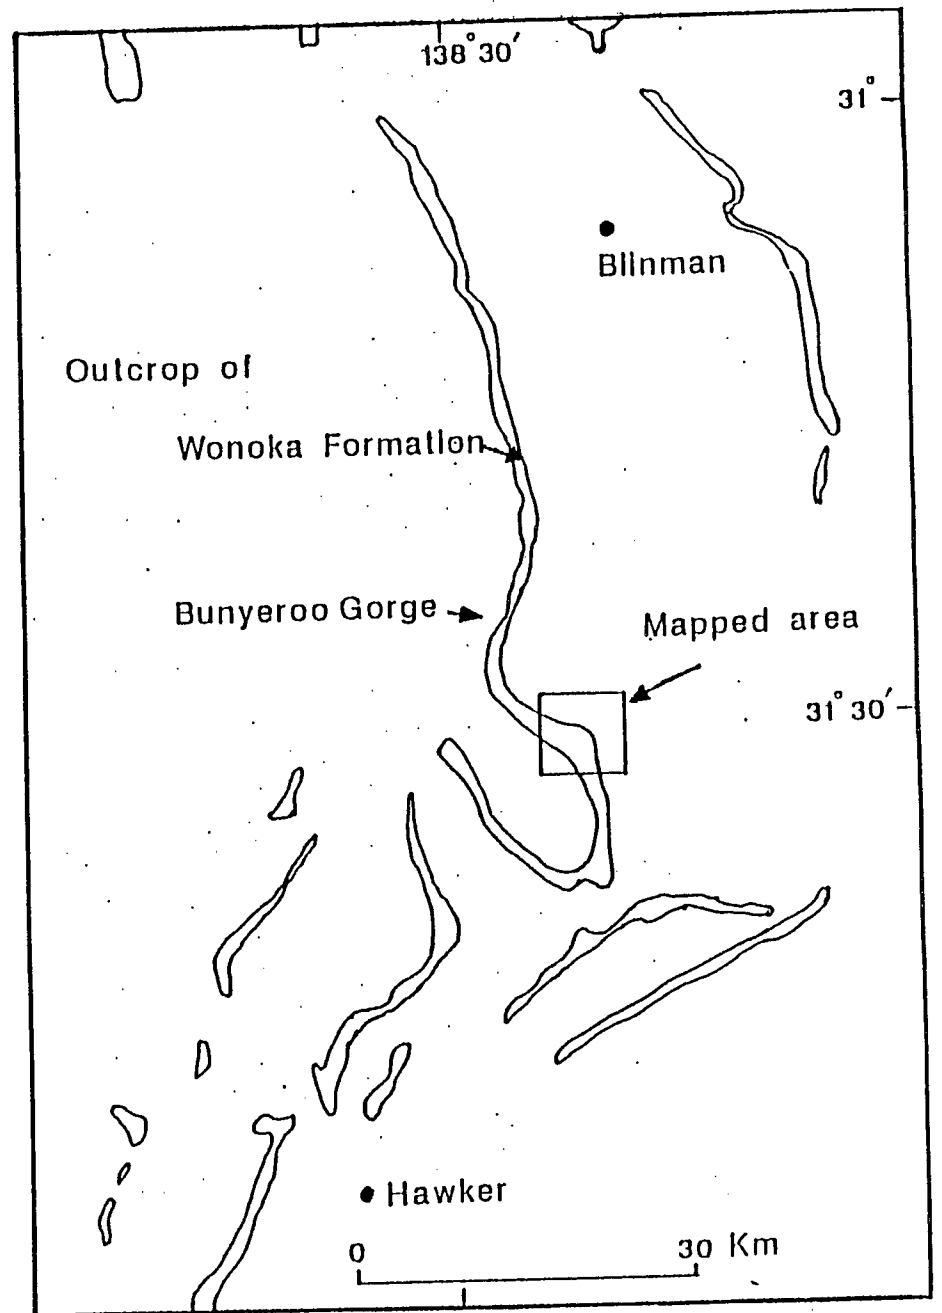 138°30′
31°
Blinman
Outcrop of
Wonoka Formation
Bunyeroo Gorge
Mapped area
31°30′
Hawker
0 30 Km